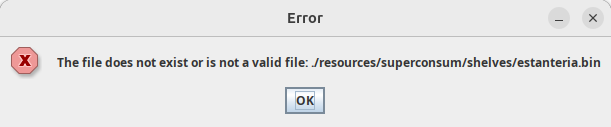 Error
The file does not exist or is not a valid file: ./resources/superconsum/shelves/estanteria.bin
OK